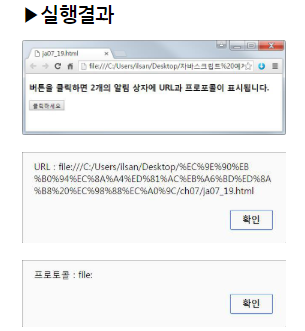 ▶실행결과
ja07_19.html
file:///C:/Users/ilsan/Desktop/자바스크립트%20예
버튼을 클릭하면 2개의 알림 상자에 URL과 프로포콜이 표시됩니다.
클릭하세요
URL : file:///C:/Users/ilsan/Desktop/%EC%9E%90%EB
%B0%94%EC%8A%A4%ED%81%AC%EB%A6%BD%ED%8A
%B8%20%EC%98%88%EC%A0%9C/ch07/ja07_19.html
확인
프로토콜 : file:
확인